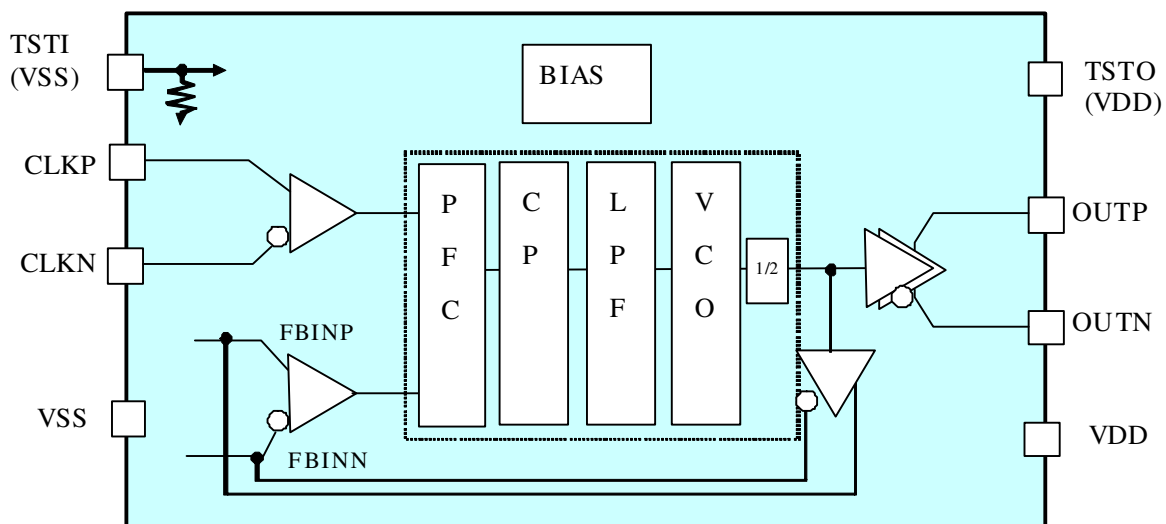 TSTI
(VSS)
BIAS
TSTO
(VDD)
CLKP
CLKN
P
F
C
C
P
L
P
F
V
C
O
1/2
OUTP
OUTN
FBINP
FBINN
VSS
VDD